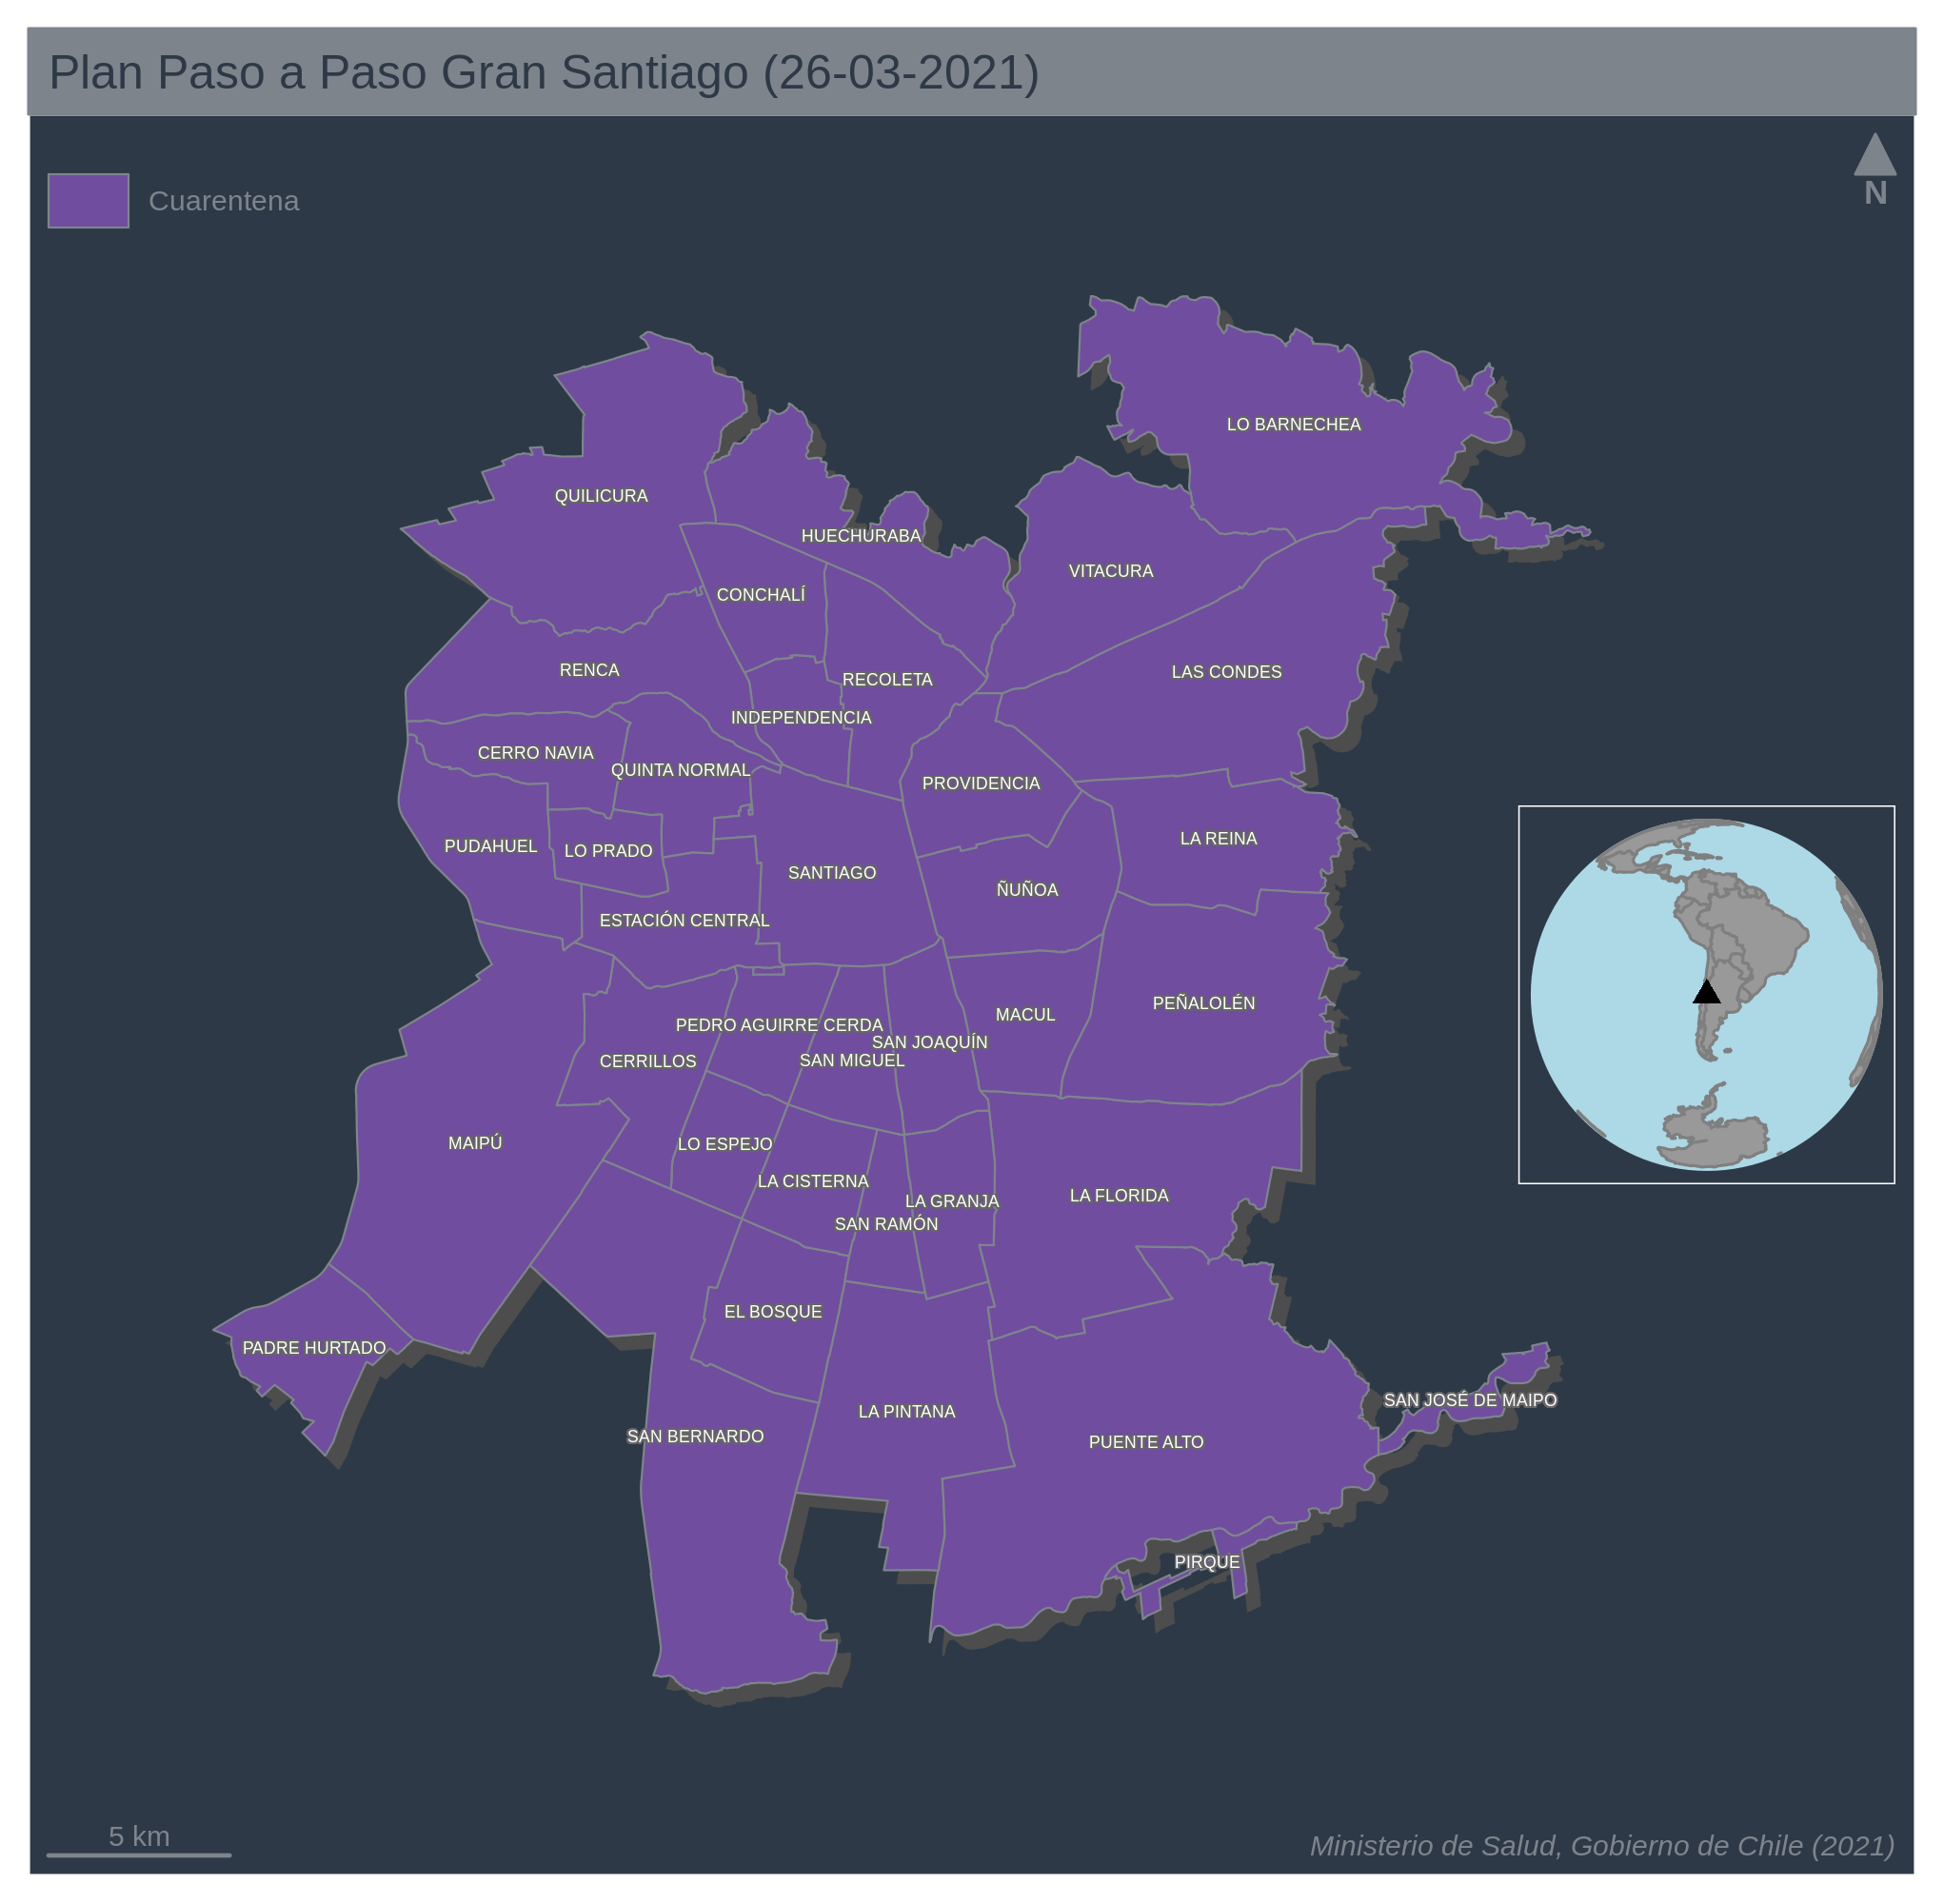 Plan Paso a Paso Gran Santiago (26-03-2021)
N
Cuarentena
LO BARNECHEA
QUILICURA
HUECHURABA
VITACURA
CONCHALÍ
RENCA
LAS CONDES
RECOLETA
INDEPENDENCIA
CERRO NAVIA
QUINTA NORMAL
PROVIDENCIA
LA REINA
PUDAHUEL
LO PRADO
SANTIAGO
ÑUÑOA
ESTACIÓN CENTRAL
PEÑALOLÉN
MACUL
PEDRO AGUIRRE CERDA
SAN JOAQUÍN
SAN MIGUEL
CERRILLOS
MAIPÚ
LO ESPEJO
LA CISTERNA
LA FLORIDA
LA GRANJA
SAN RAMÓN
EL BOSQUE
PADRE HURTADO
SAN JOSÉ DE MAIPO
LA PINTANA
SAN BERNARDO
PUENTE ALTO
PIRQUE
5 km
Ministerio de Salud, Gobierno de Chile (2021)